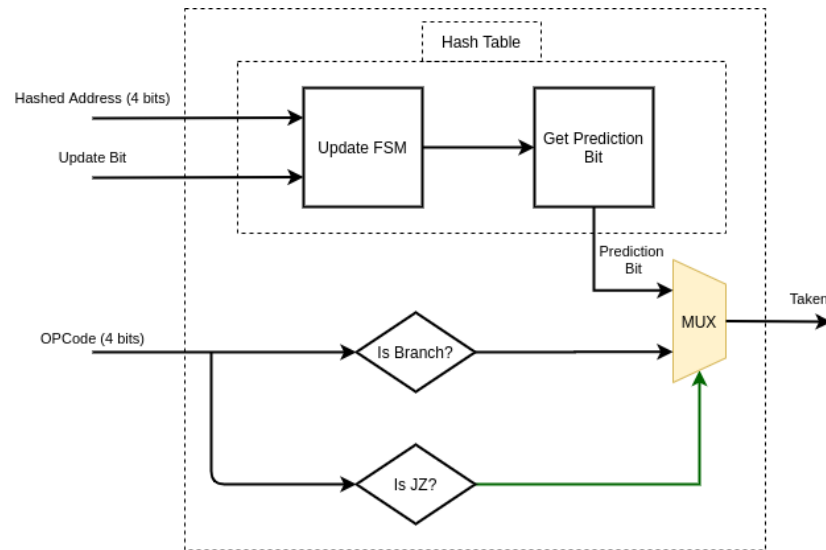 Hash Table
Hashed Address (4 bits)
Update Bit
Update FSM
Get Prediction
Bit
Prediction
Bit
MUX
Taken
OPCode (4 bits)
Is Branch?
Is JZ?